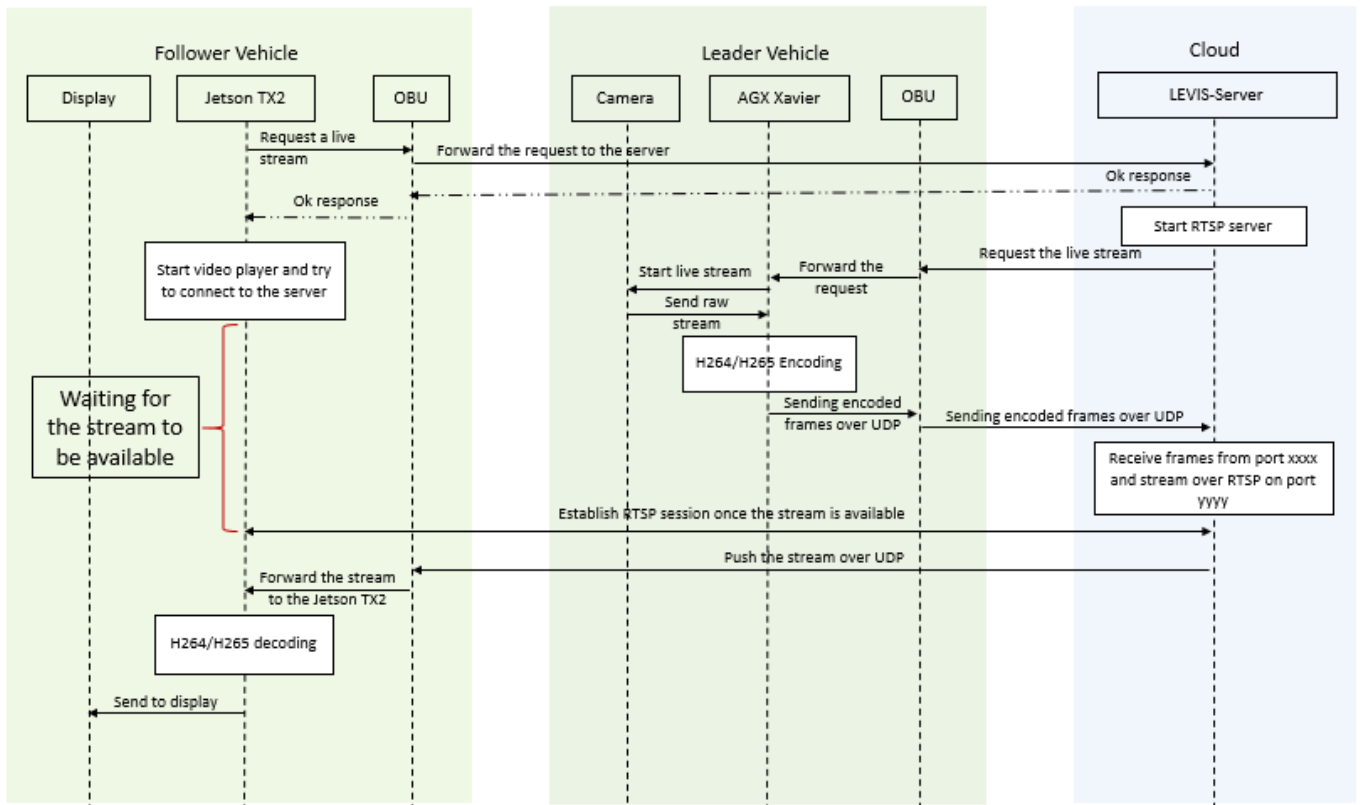 Follower Vehicle
Leader Vehicle
Cloud
Display
Jetson TX2
OBU
Camera
AGX Xavier
OBU
LEVIS-Server
Request a live
stream
Forward the request to the server
Ok response
Ok response
Start RTSP server
Request the live stream
Start video player and try
to connect to the server
Start live stream
Forward the
request
Send raw
stream
H264/H265 Encoding
Waiting for
the stream to
be available
Sending encoded
frames over UDP
Sending encoded frames over UDP
Receive frames from port xxxx
and stream over RTSP on port
yyyy
Establish RTSP session once the stream is available
Push the stream over UDP
Forward the stream
to the Jetson TX2
H264/H265 decoding
Send to display